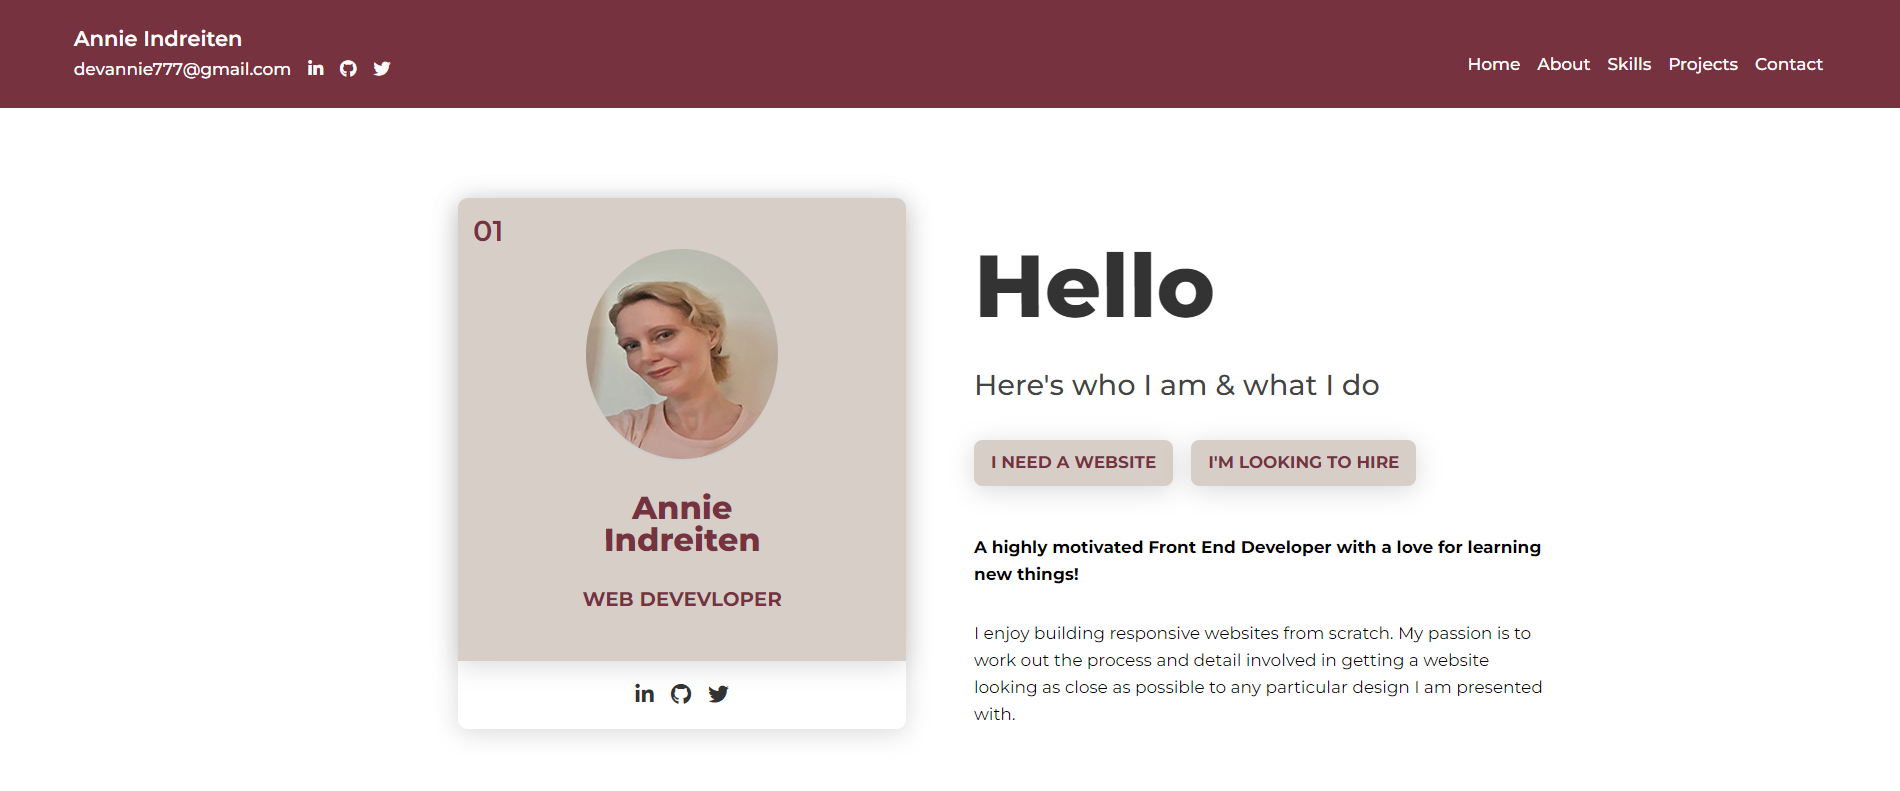 Annie Indreiten
devannie777@gmail.com
Home About Skills Projects Contact
01
Annie
Indreiten
WEB DEVEVLOPER
Hello
Here's who I am & what I do
I NEED A WEBSITE
I'M LOOKING TO HIRE
A highly motivated Front End Developer with a love for learning
new things!
I enjoy building responsive websites from scratch. My passion is to
work out the process and detail involved in getting a website
looking as close as possible to any particular design I am presented
with.